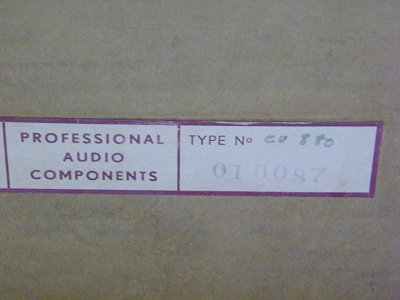 PROFESSIONAL
AUDIO
COMPONENTS
TYPE Nº cu 880
010087